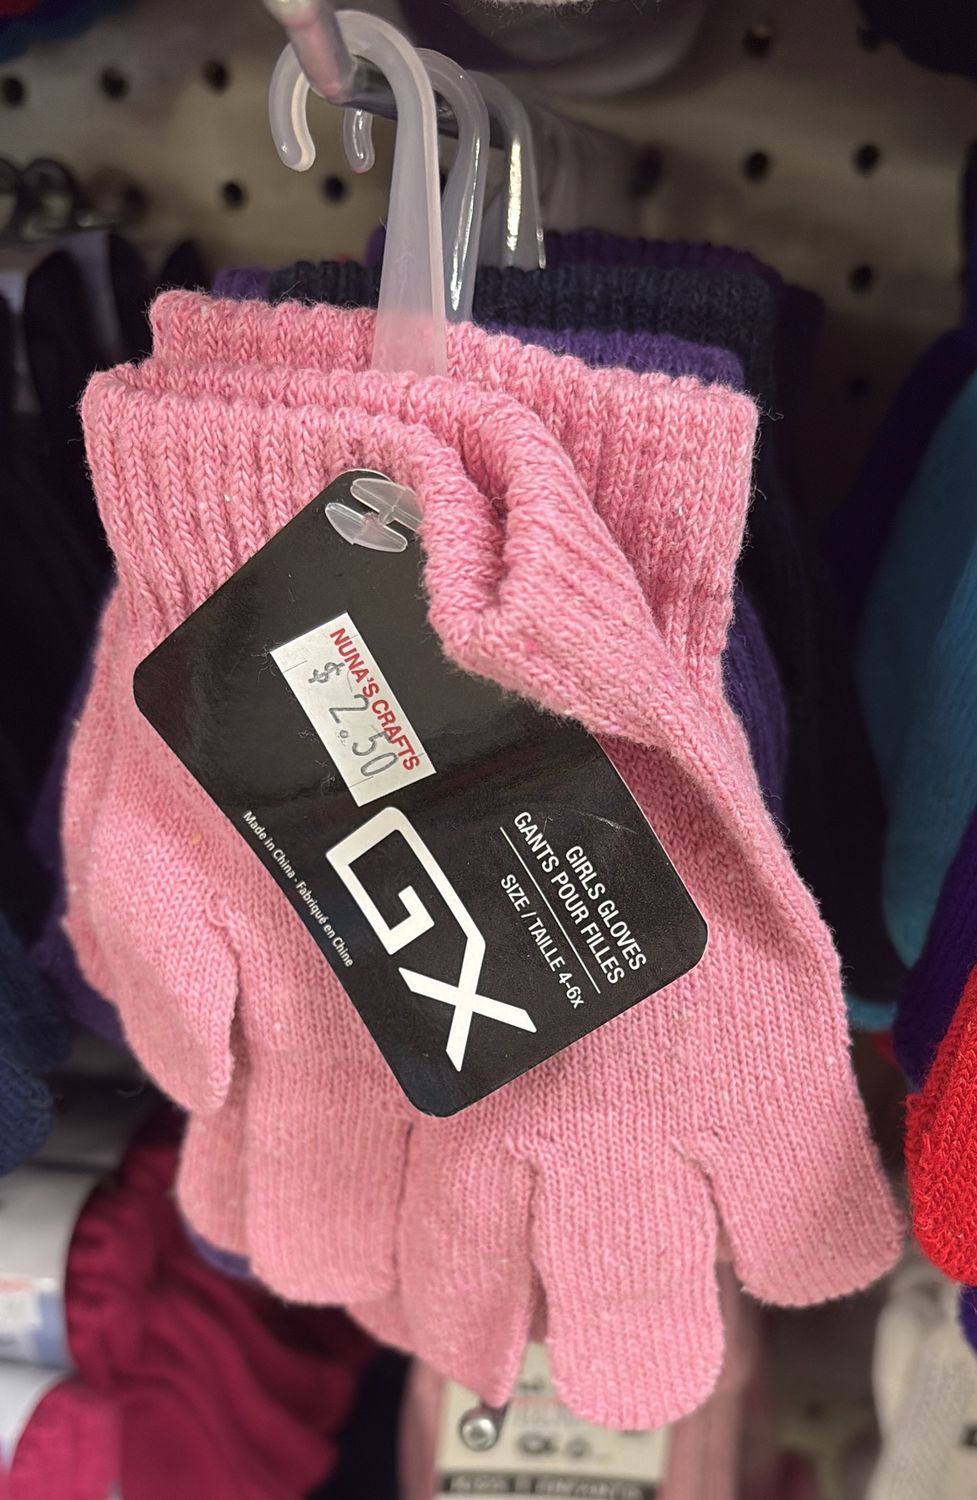 NUNA'S CRAFTS
$ 2.50
GX
GIRLS GLOVES
GANTS POUR FILLES
SIZE / TAILLE 4-6x
Made in China - Fabriqué en Chine